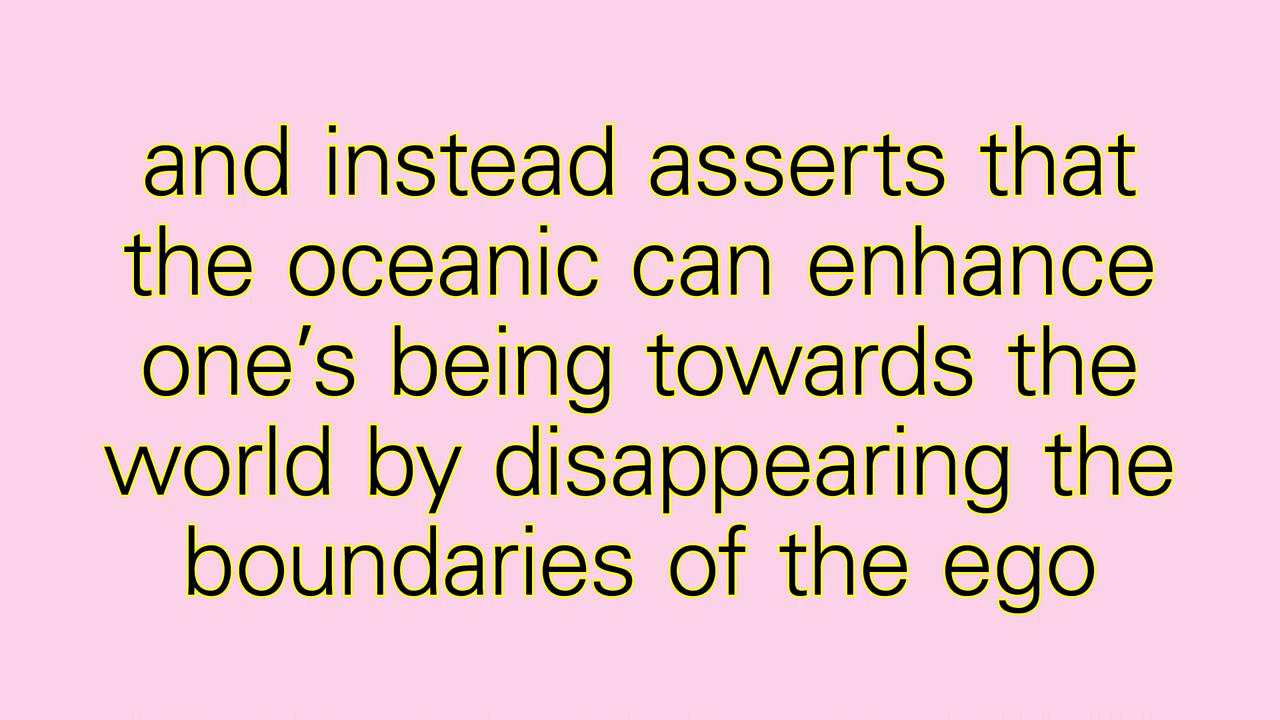 and instead asserts that
the oceanic can enhance
one’s being towards the
world by disappearing the
boundaries of the ego